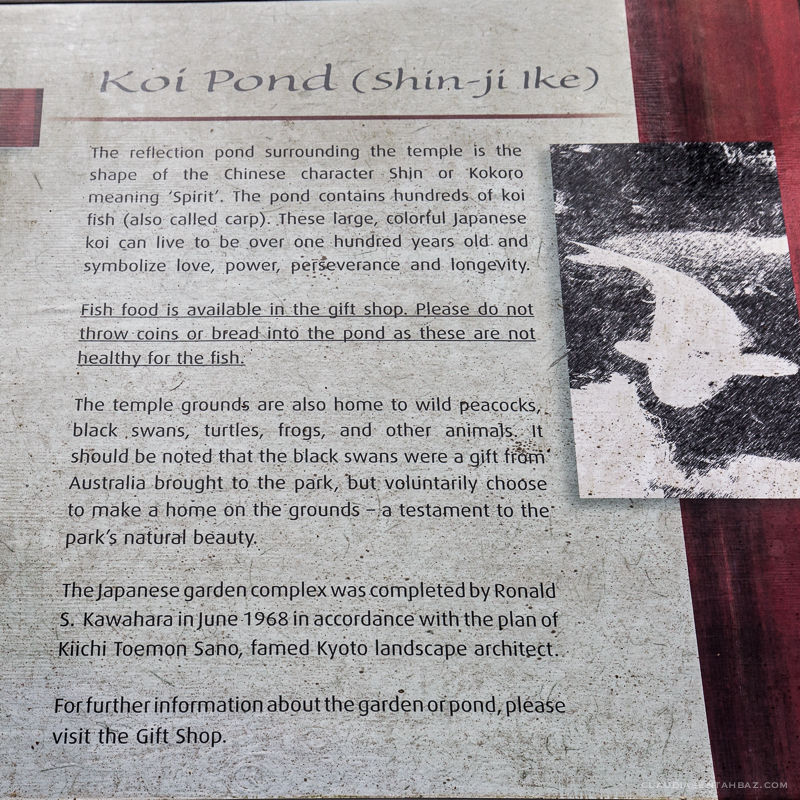 Koi Pond (Shin-ji Ike)
The reflection pond surrounding the temple is the
shape of the Chinese character Shin or Kokoro
meaning ‘Spirit’. The pond contains hundreds of koi
fish (also called carp). These large, colorful Japanese
koi can live to be over one hundred years old and
symbolize love, power, perseverance and longevity.
Fish food is available in the gift shop. Please do not
throw coins or bread into the pond as these are not
healthy for the fish.
The temple grounds are also home to wild peacocks,
black swans, turtles, frogs, and other animals. It
should be noted that the black swans were a gift from
Australia brought to the park, but voluntarily choose
to make a home on the grounds – a testament to the
park’s natural beauty.
The Japanese garden complex was completed by Ronald
S. Kawahara in June 1968 in accordance with the plan of
Kiichi Toemon Sano, famed Kyoto landscape architect.
For further information about the garden or pond, please
visit the Gift Shop.